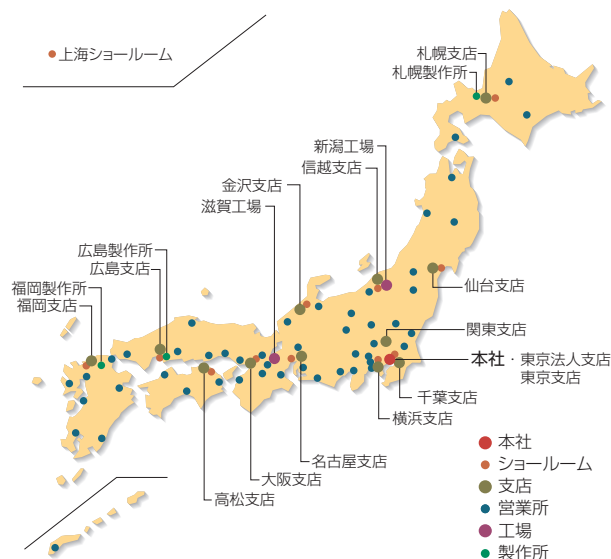 上海ショールーム
札幌支店
札幌製作所
新潟工場
信越支店
金沢支店
滋賀工場
広島製作所
広島支店
福岡製作所
福岡支店
仙台支店
関東支店
本社・東京法人支店
東京支店
千葉支店
横浜支店
名古屋支店
大阪支店
高松支店
本社
ショールーム
支店
営業所
工場
製作所